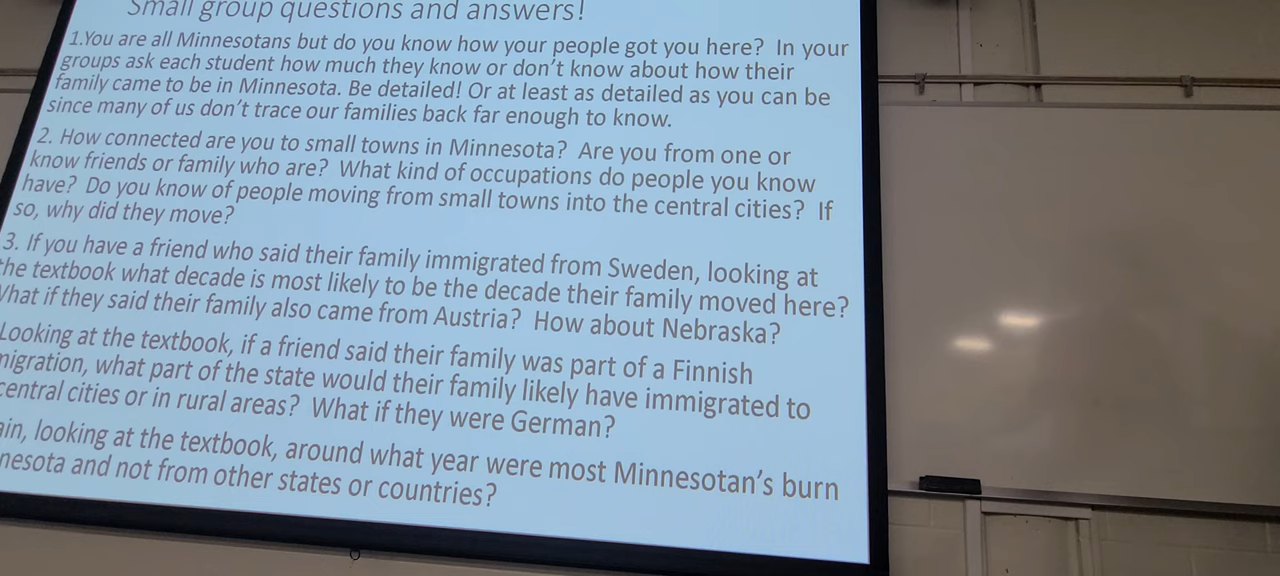 Small group questions and answers!
1.You are all Minnesotans but do you know how your people got you here? In your
groups ask each student how much they know or don't know about how their
family came to be in Minnesota. Be detailed! Or at least as detailed as you can be
since many of us don't trace our families back far enough to know.
2. How connected are you to small towns in Minnesota? Are you from one or
know friends or family who are? What kind of occupations do people you know
have? Do you know of people moving from small towns into the central cities? If
so, why did they move?
3. If you have a friend who said their family immigrated from Sweden, looking at
the textbook what decade is most likely to be the decade their family moved here?
What if they said their family also came from Austria? How about Nebraska?
Looking at the textbook, if a friend said their family was part of a Finnish
migration, what part of the state would their family likely have immigrated to
central cities or in rural areas? What if they were German?
ain, looking at the textbook, around what year were most Minnesotan's burn
nesota and not from other states or countries?